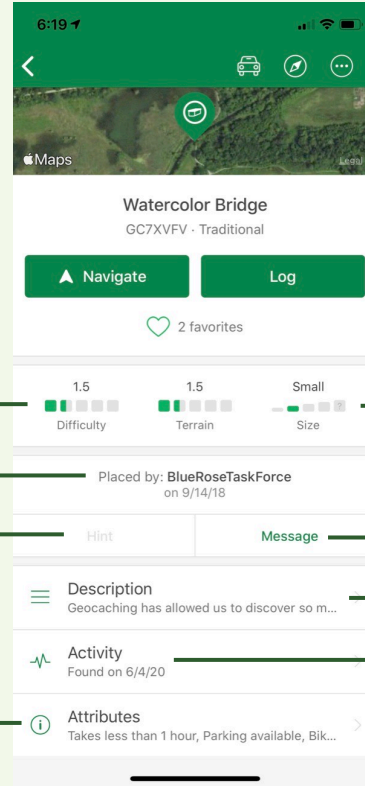 6:19
Maps
Legal
Watercolor Bridge
GC7XVFV · Traditional
Navigate
Log
2 favorites
1.5
1.5
Small
?
Difficulty
Terrain
Size
Placed by: BlueRoseTaskForce
on 9/14/18
Hint
Message
Description
Geocaching has allowed us to discover so m...
Activity
Found on 6/4/20
Attributes
Takes less than 1 hour, Parking available, Bik...